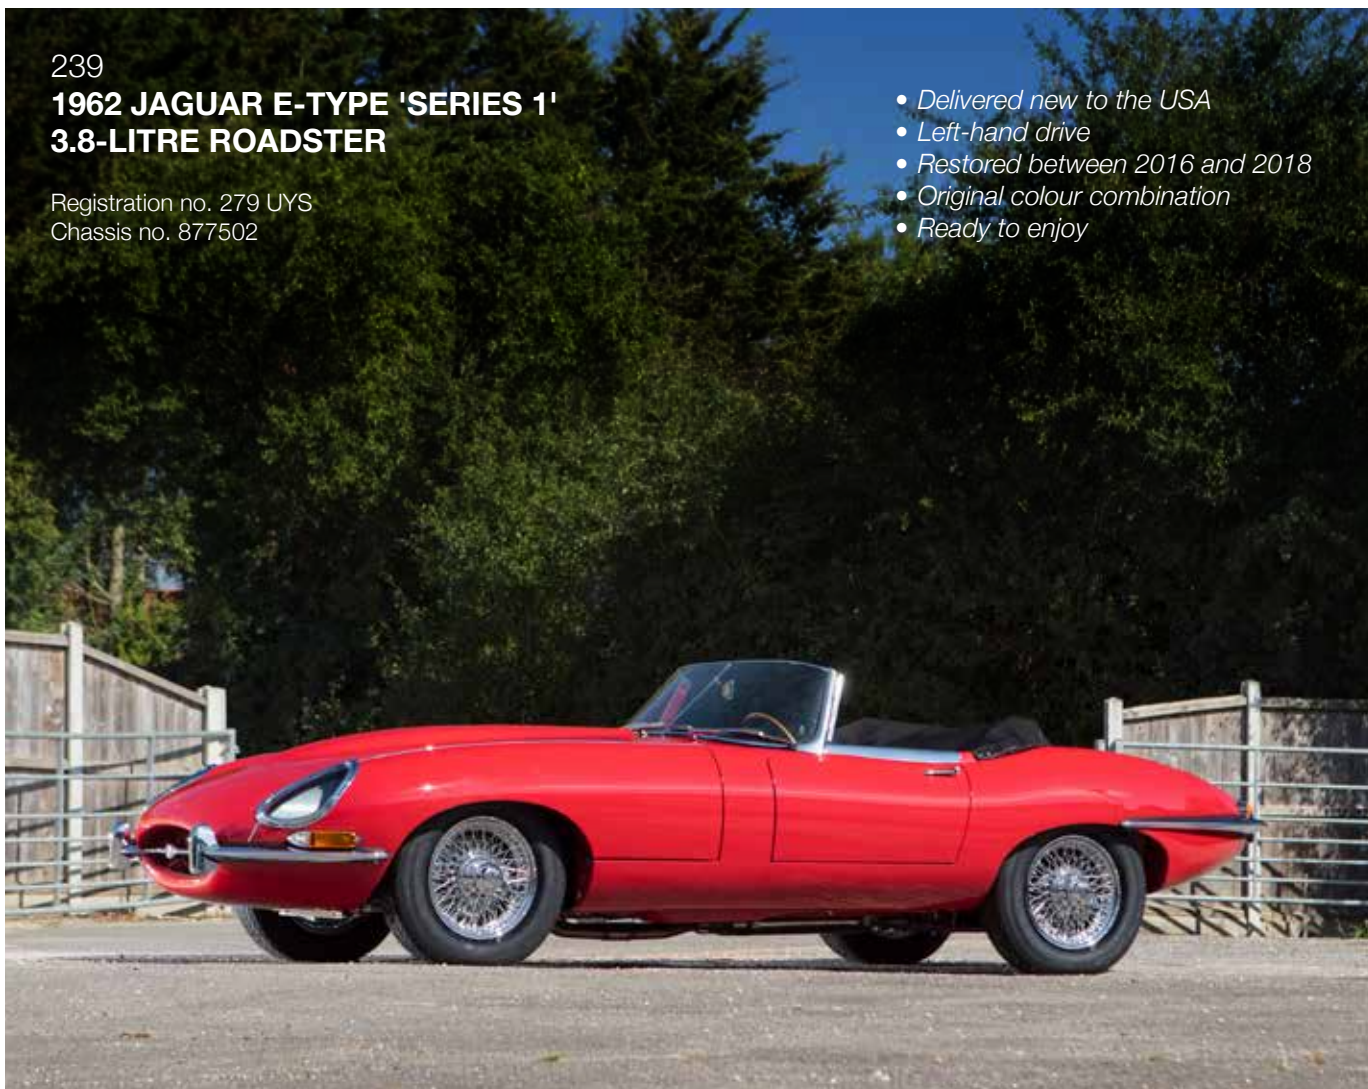 239
1962 JAGUAR E-TYPE 'SERIES 1'
3.8-LITRE ROADSTER
Registration no. 279 UYS
Chassis no. 877502
• Delivered new to the USA
• Left-hand drive
• Restored between 2016 and 2018
• Original colour combination
• Ready to enjoy